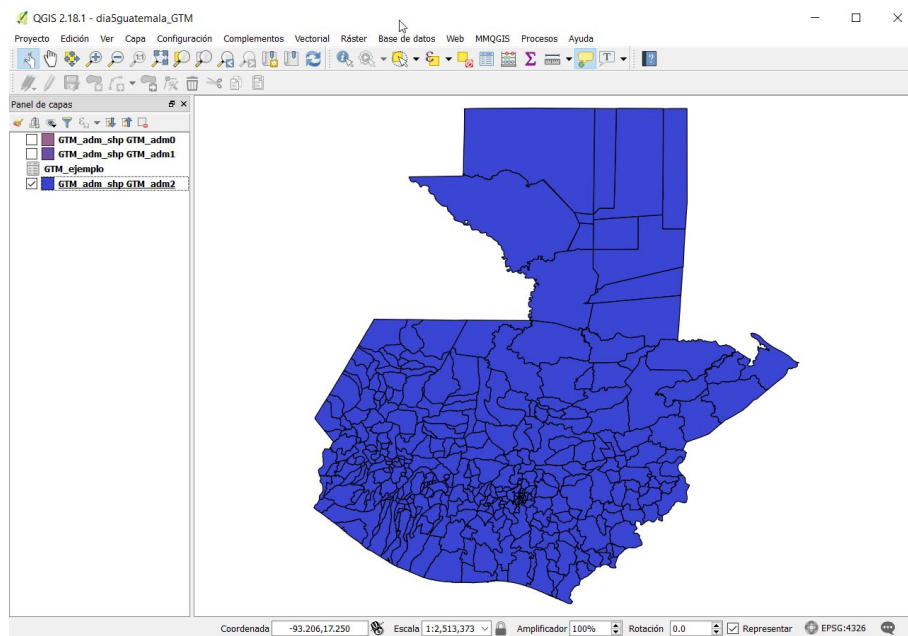 QGIS 2.18.1 - dia5guatemala_GTM
Proyecto Edición Ver Capa Configuración Complementos Vectorial Ráster Base de datos Web MMQGIS Procesos Ayuda
Panel de capas
GTM_adm_shp GTM_adm0
GTM_adm_shp GTM_adm1
GTM_ejemplo
GTM_adm_shp GTM_adm2
Coordenada -93.206,17.250 Escala 1:2,513,373 Amplificador 100% Rotación 0.0 Representar EPSG:4326